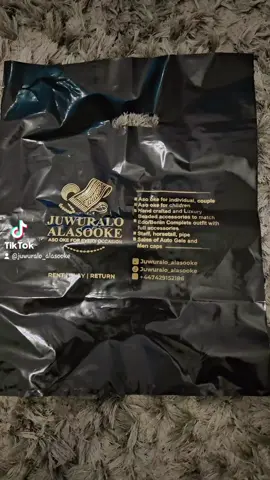 JUWURALO
ALASOOKE
ASO OKE FOR EVERY OCCASION
RENT | BUY | RETURN
Aso oke for individual, couple
Aso oke for children
Hand crafted and Luxury
Beaded accessories to match
Edo/Benin Complete outfit with
full accessories
Staff, horsetail, pipe
Sales of Auto Gele and
Men caps
Juwuralo_alasooke
Juwuralo_alasooke
TikTok
@juwuralo_alasooke